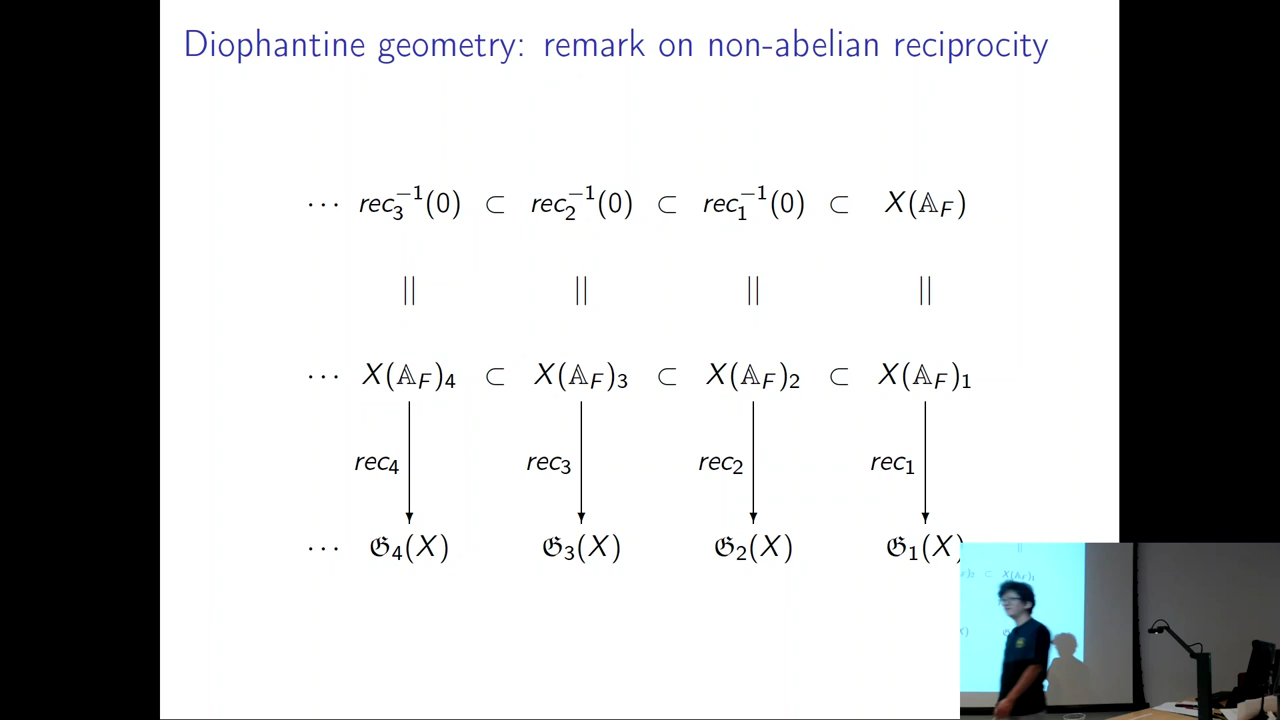 Diophantine geometry: remark on non-abelian reciprocity
⋯ rec₃⁻¹(0) ⊂ rec₂⁻¹(0) ⊂ rec₁⁻¹(0) ⊂ X(𝔸_F)
|| || || ||
⋯ X(𝔸_F)₄ ⊂ X(𝔸_F)₃ ⊂ X(𝔸_F)₂ ⊂ X(𝔸_F)₁
rec₄ rec₃ rec₂ rec₁
⋯ 𝔊₄(X) 𝔊₃(X) 𝔊₂(X) 𝔊₁(X)